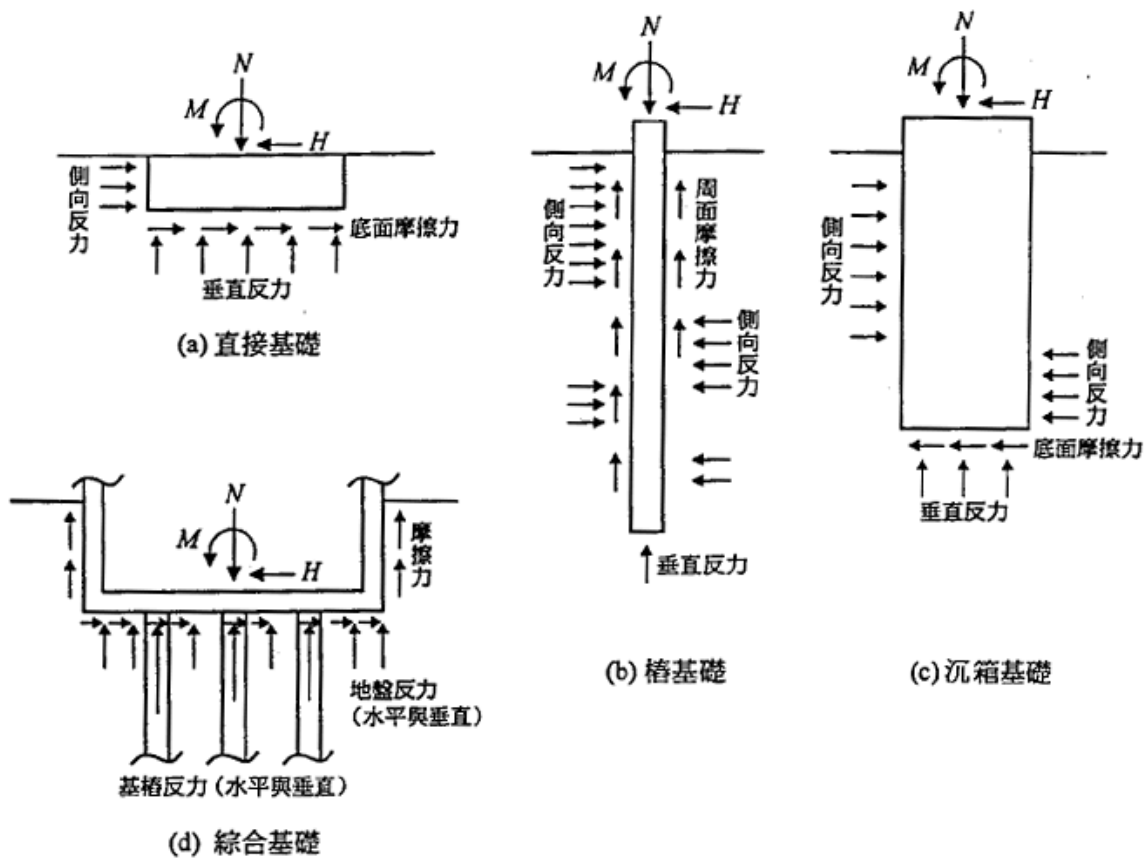 N
M
H
側向反力
底面摩擦力
垂直反力
(a) 直接基礎
N
M
H
側向反力
周面摩擦力
側向反力
垂直反力
(b) 樁基礎
N
M
H
側向反力
側向反力
底面摩擦力
垂直反力
(c) 沉箱基礎
N
M
H
摩擦力
地盤反力
(水平與垂直)
基樁反力(水平與垂直)
(d) 綜合基礎